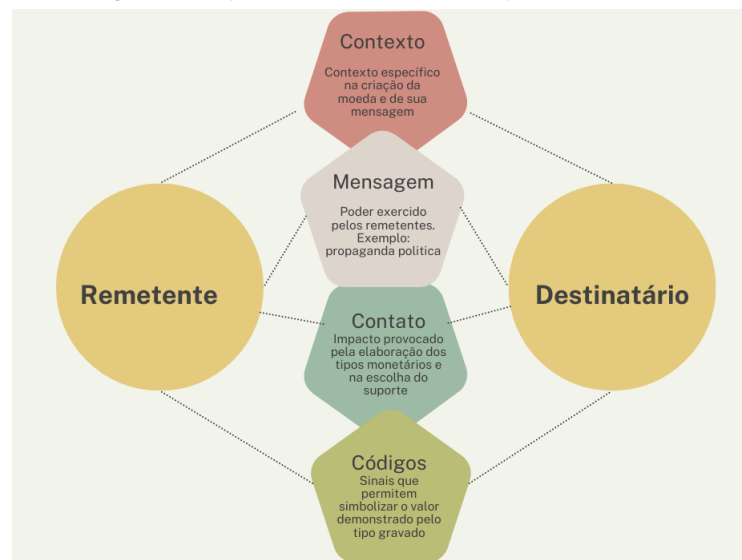 Contexto
Contexto específico
na criação da
moeda e de sua
mensagem
Mensagem
Poder exercido
pelos remetentes.
Exemplo:
propaganda politica
Remetente
Destinatário
Contato
Impacto provocado
pela elaboração dos
tipos monetários e
na escolha do
suporte
Códigos
Sinais que
permitem
simbolizar o valor
demonstrado pelo
tipo gravado